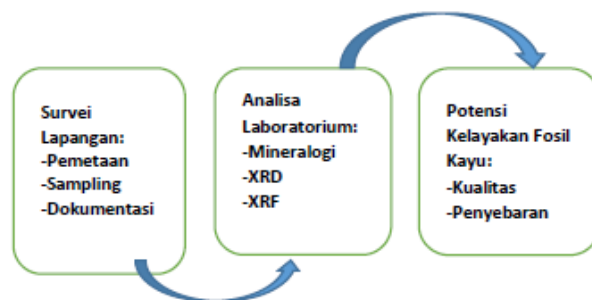 Survei
Lapangan:
-Pemetaan
-Sampling
-Dokumentasi
Analisa
Laboratorium:
-Mineralogi
-XRD
-XRF
Potensi
Kelayakan Fosil
Kayu:
-Kualitas
-Penyebaran